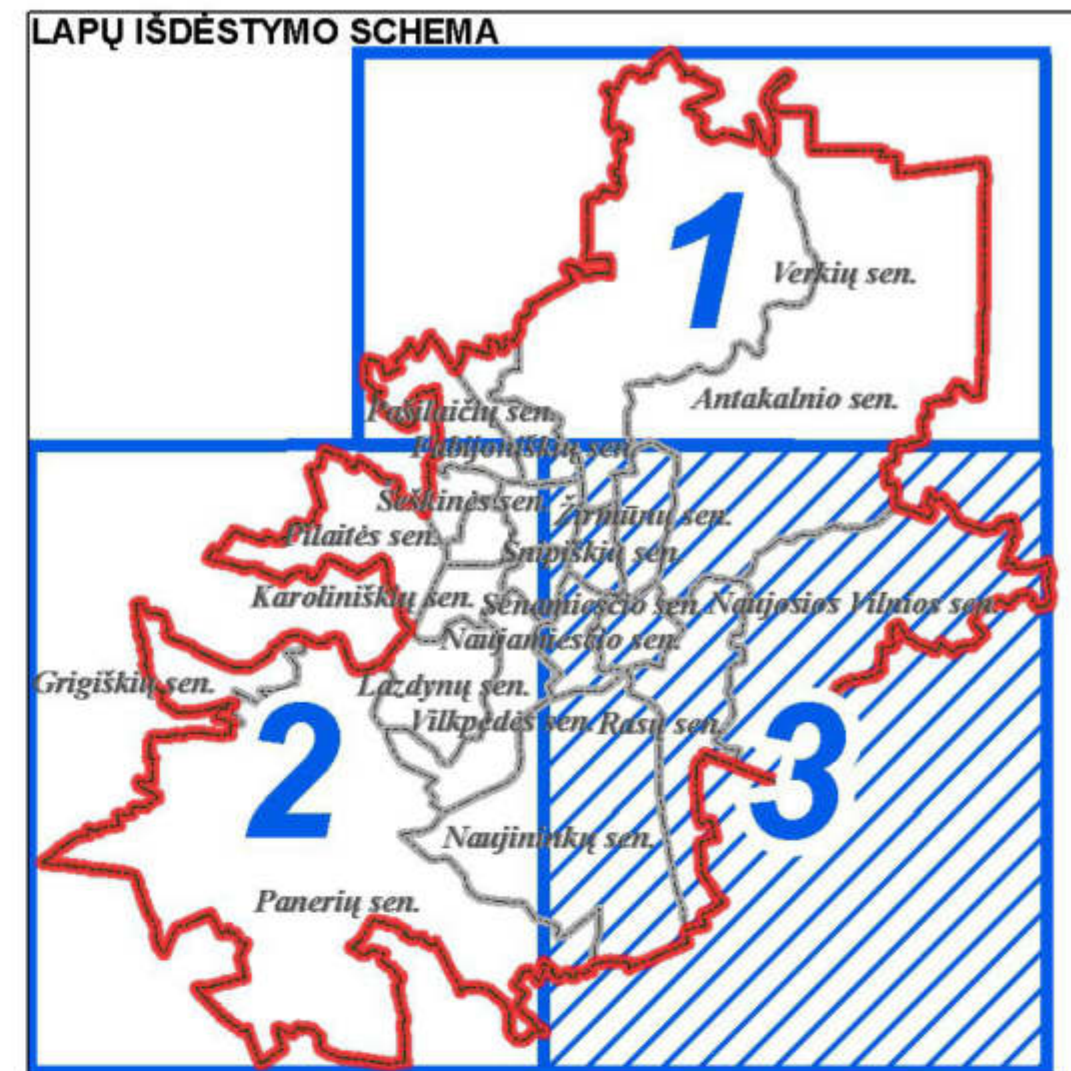 LAPŲ IŠDĖSTYMO SCHEMA
1
Verkių sen.
Antakalnio sen.
Pašilaičių sen.
Fabijoniškių sen.
Šeškinės sen.
Žirmūnų sen.
Pilaitės sen.
Šnipiškių sen.
Karoliniškių sen.
Senamiesčio sen.
Naujosios Vilnios sen.
Naujamiesčio sen.
Grigiškių sen.
Lazdynų sen.
Vilkpėdės sen.
Rasų sen.
2
3
Naujininkų sen.
Panerių sen.